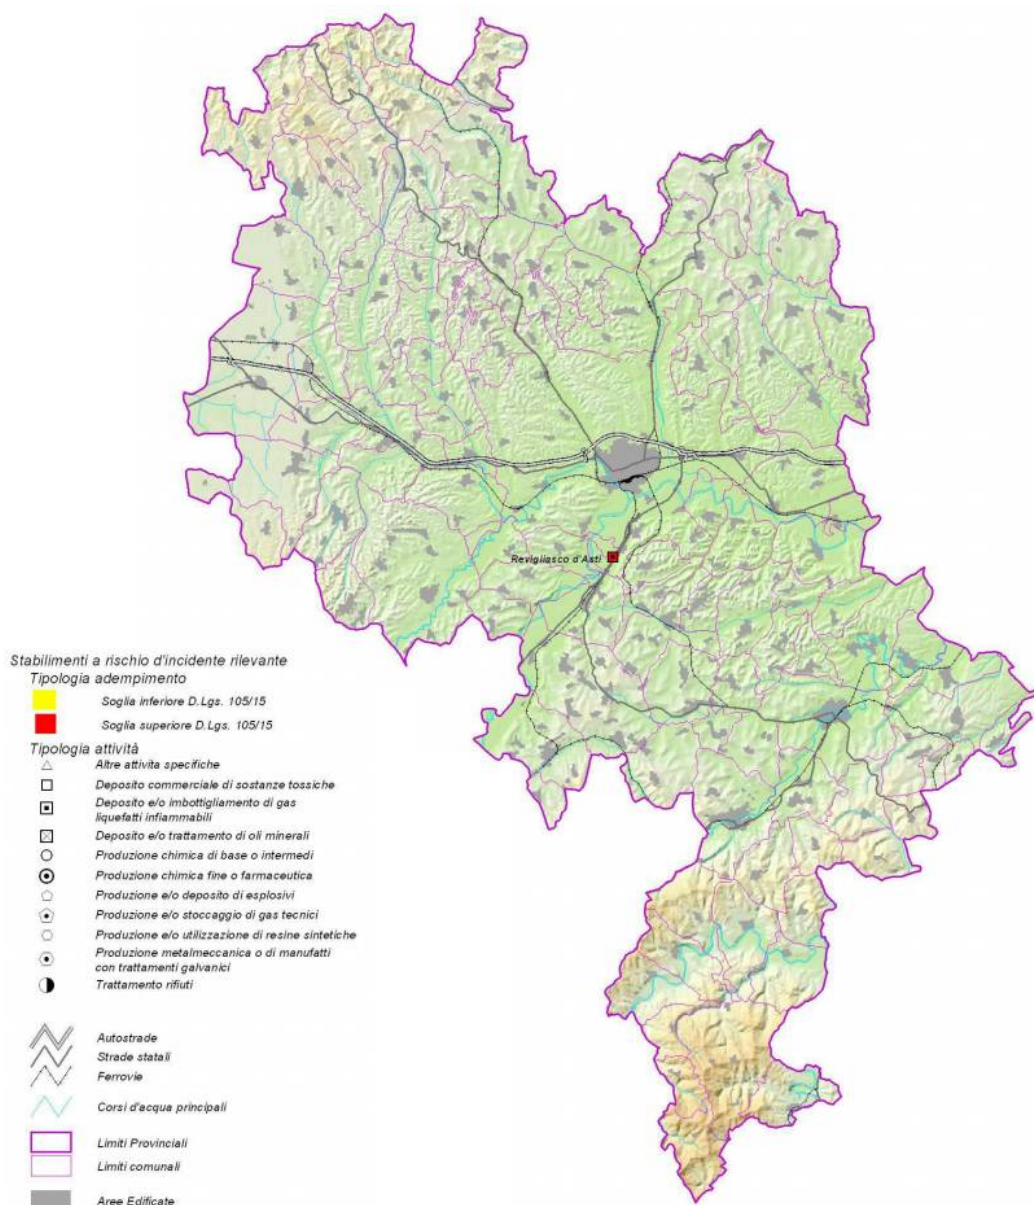 Revigliasco d'Asti
Stabilimenti a rischio d'incidente rilevante
Tipologia adempimento
Soglia inferiore D.Lgs. 105/15
Soglia superiore D.Lgs. 105/15
Tipologia attività
Altre attivita specifiche
Deposito commerciale di sostanze tossiche
Deposito e/o imbottigliamento di gas
liquefatti infiammabili
Deposito e/o trattamento di oli minerali
Produzione chimica di base o intermedi
Produzione chimica fine o farmaceutica
Produzione e/o deposito di esplosivi
Produzione e/o stoccaggio di gas tecnici
Produzione e/o utilizzazione di resine sintetiche
Produzione metalmeccanica o di manufatti
con trattamenti galvanici
Trattamento rifiuti
Autostrade
Strade statali
Ferrovie
Corsi d'acqua principali
Limiti Provinciali
Limiti comunali
Aree Edificate